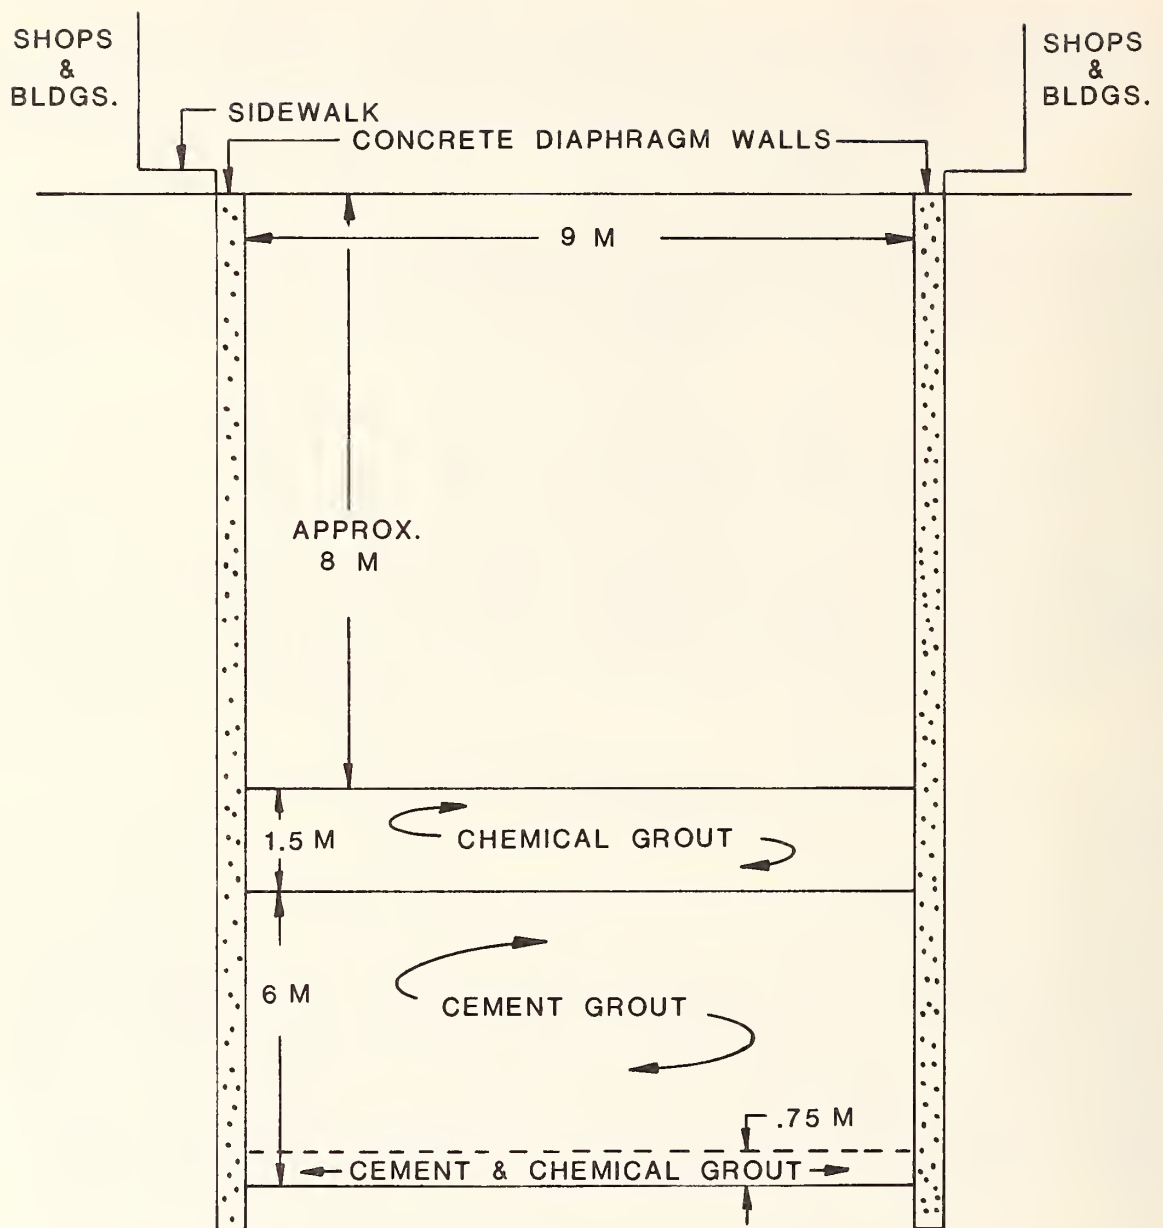 SHOPS
&
BLDGS.
SHOPS
&
BLDGS.
SIDEWALK
CONCRETE DIAPHRAGM WALLS
9 M
APPROX.
8 M
1.5 M
CHEMICAL GROUT
6 M
CEMENT GROUT
.75 M
CEMENT & CHEMICAL GROUT